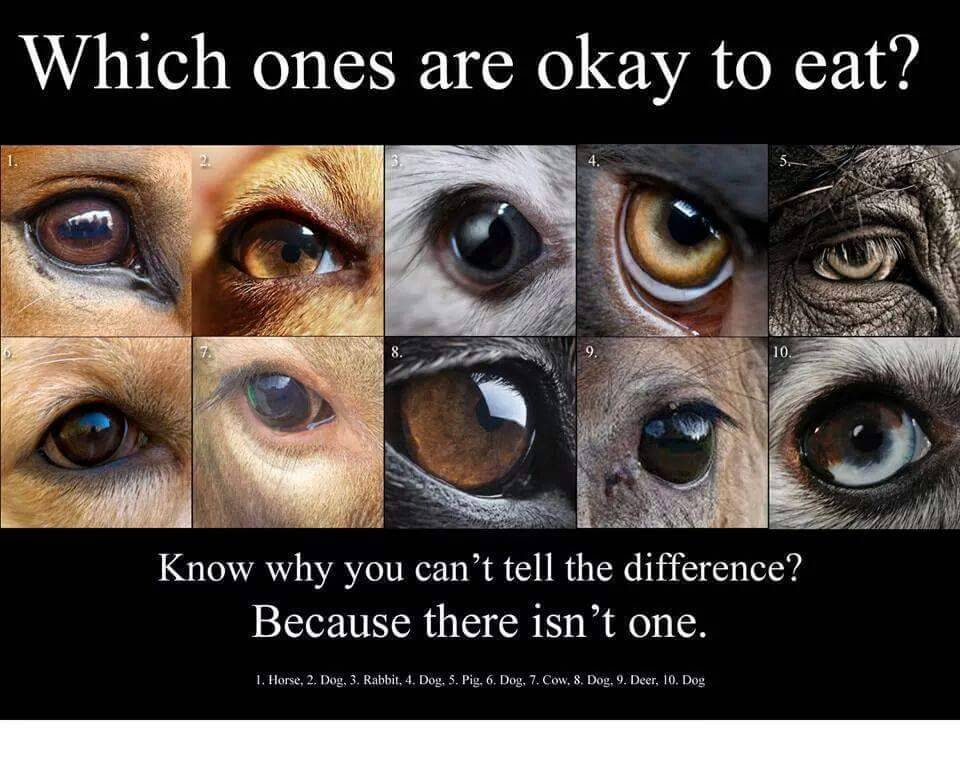 Which ones are okay to eat?
1.
2.
3.
4.
5.
6.
7.
8.
9.
10.
Know why you can’t tell the difference?
Because there isn’t one.
1. Horse, 2. Dog, 3. Rabbit, 4. Dog, 5. Pig, 6. Dog, 7. Cow, 8. Dog, 9. Deer, 10. Dog